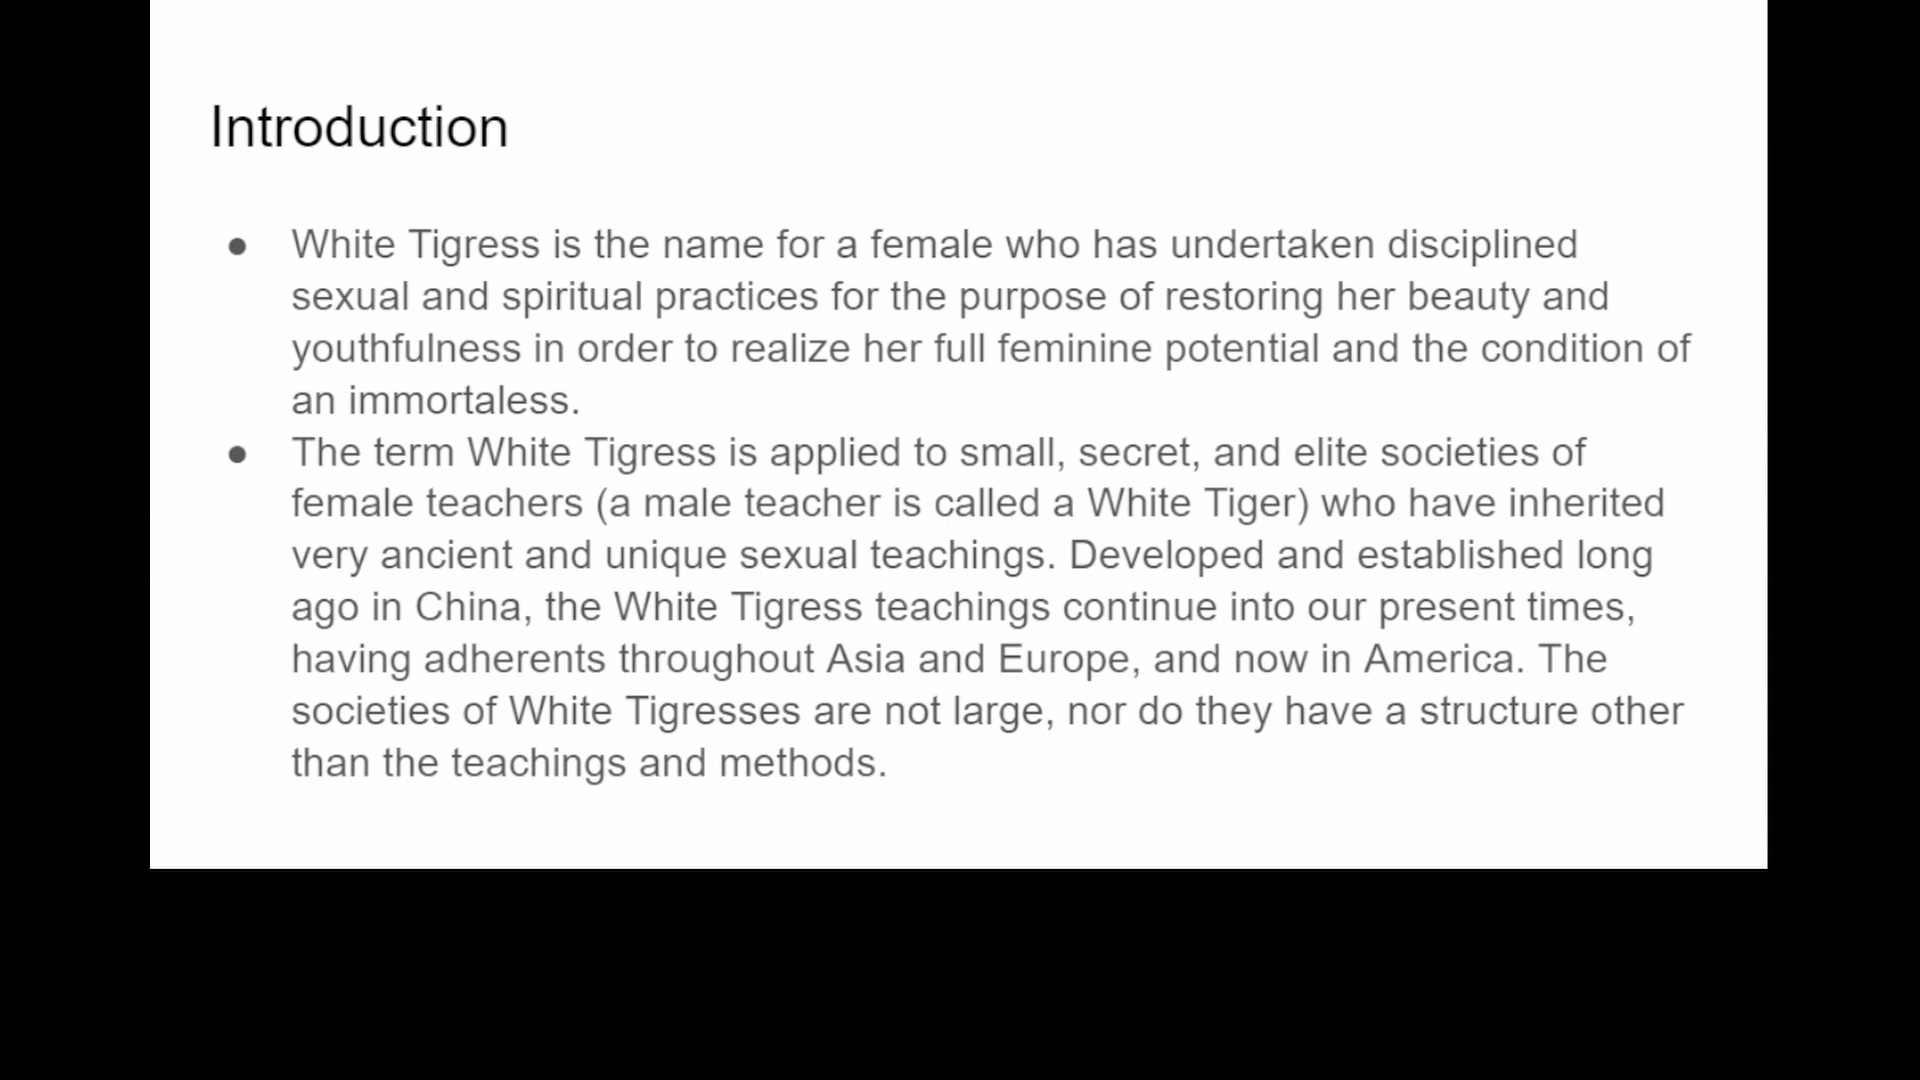 Introduction
● White Tigress is the name for a female who has undertaken disciplined
sexual and spiritual practices for the purpose of restoring her beauty and
youthfulness in order to realize her full feminine potential and the condition of
an immortaless.
● The term White Tigress is applied to small, secret, and elite societies of
female teachers (a male teacher is called a White Tiger) who have inherited
very ancient and unique sexual teachings. Developed and established long
ago in China, the White Tigress teachings continue into our present times,
having adherents throughout Asia and Europe, and now in America. The
societies of White Tigresses are not large, nor do they have a structure other
than the teachings and methods.